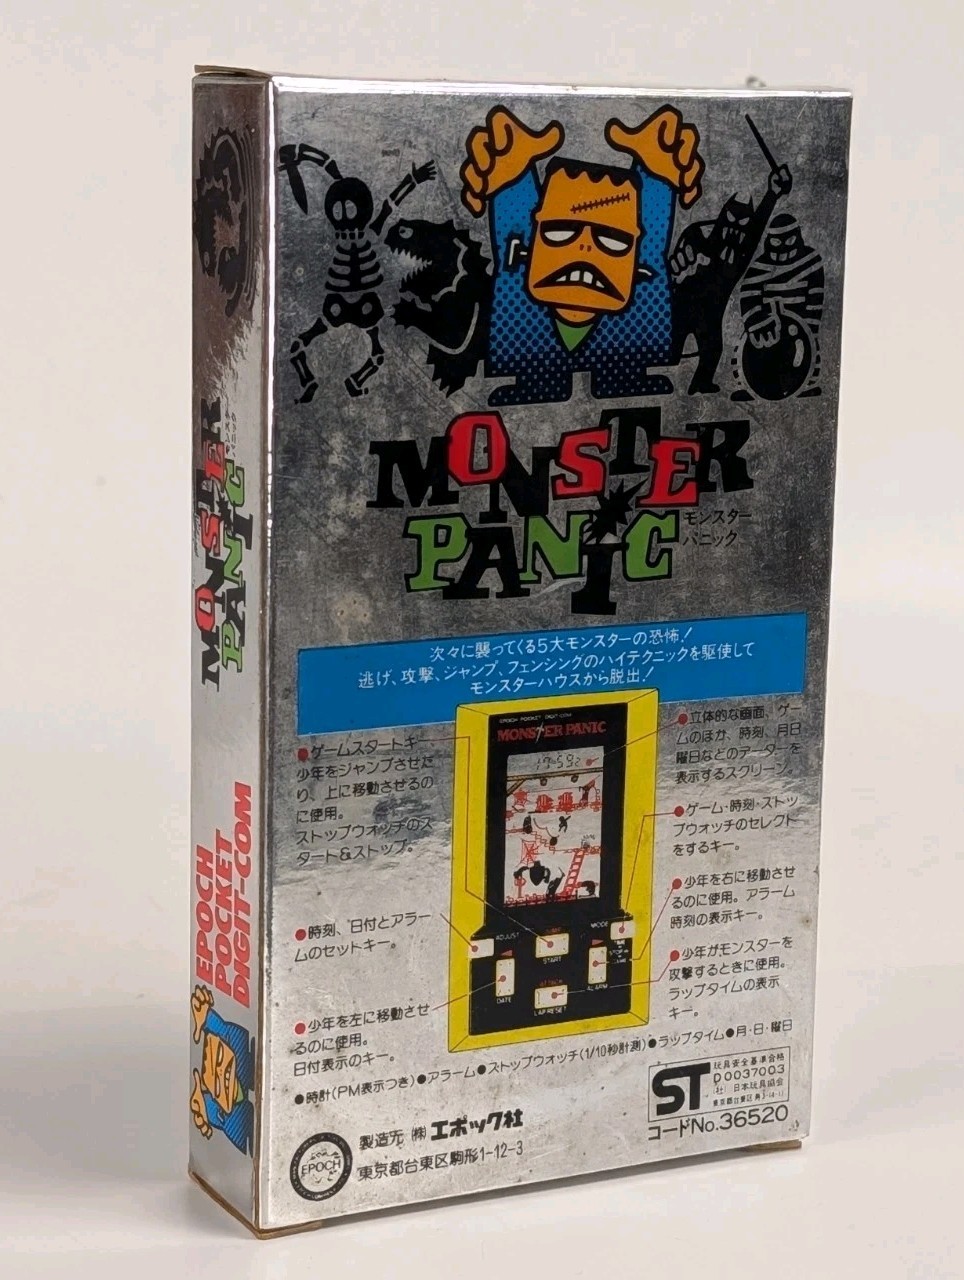 MONSTER
PANIC
モンスター
パニック
次々に襲ってくる5大モンスターの恐怖!
逃げ、攻撃、ジャンプ、フェンシングのハイテクニックを駆使して
モンスターハウスから脱出!
●ゲームスタートキー
少年をジャンプさせた
り、上に移動させるの
に使用。
ストップウォッチのス
タート&ストップ。
●時刻、日付とアラー
ムのセットキー。
●少年を左に移動させ
るのに使用。
日付表示のキー。
EPOCH POCKET DIGIT-COM
MONSTER PANIC
ADJUST
START
MODE
DATE
ATTACK
LAP/RESET
ALARM
●立体的な画面、ゲー
ムのほか、時刻、月日
曜日などのデーターを
表示するスクリーン。
●ゲーム・時刻・ストッ
プウォッチのセレクト
をするキー。
●少年を右に移動させ
るのに使用。アラーム
時刻の表示キー。
●少年がモンスターを
攻撃するときに使用。
ラップタイムの表示
キー。
●時計(PM表示つき)●アラーム●ストップウォッチ(1/10秒計測)●ラップタイム●月・日・曜日
EPOCH
製造元 (株)エポック社
東京都台東区駒形1-12-3
ST
玩具安全基準合格
D0037003
社 日本玩具協会
コードNo.36520
MONSTER
PANIC
EPOCH
POCKET
DIGIT-COM